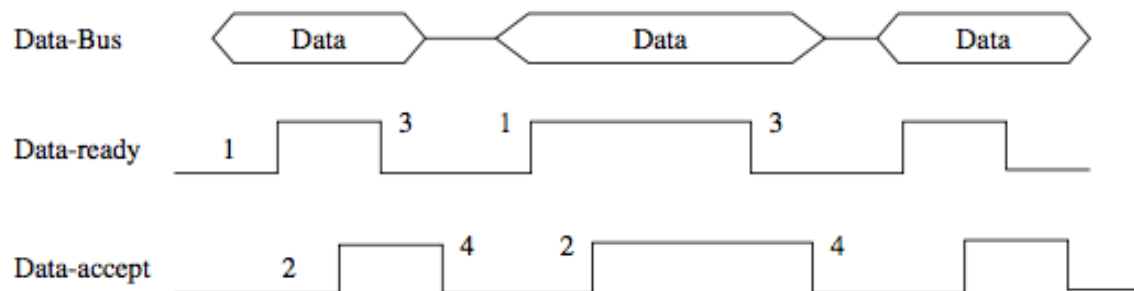 Data-Bus Data Data Data
Data-ready 1 3 1 3
Data-accept 2 4 2 4